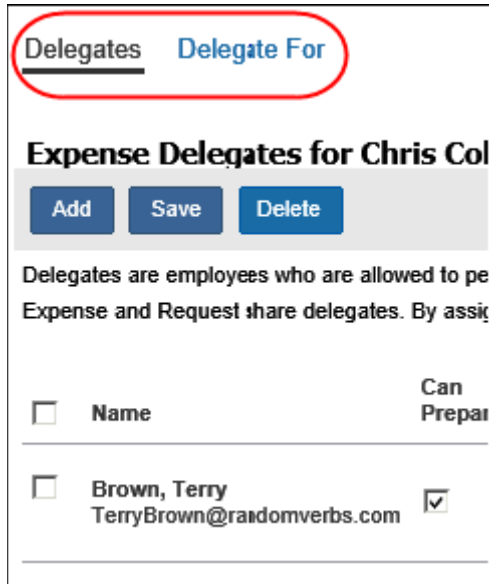 Delegates Delegate For
Expense Delegates for Chris Col
Add Save Delete
Delegates are employees who are allowed to pe
Expense and Request share delegates. By assig
Can
Name Prepar
Brown, Terry
TerryBrown@randomverbs.com